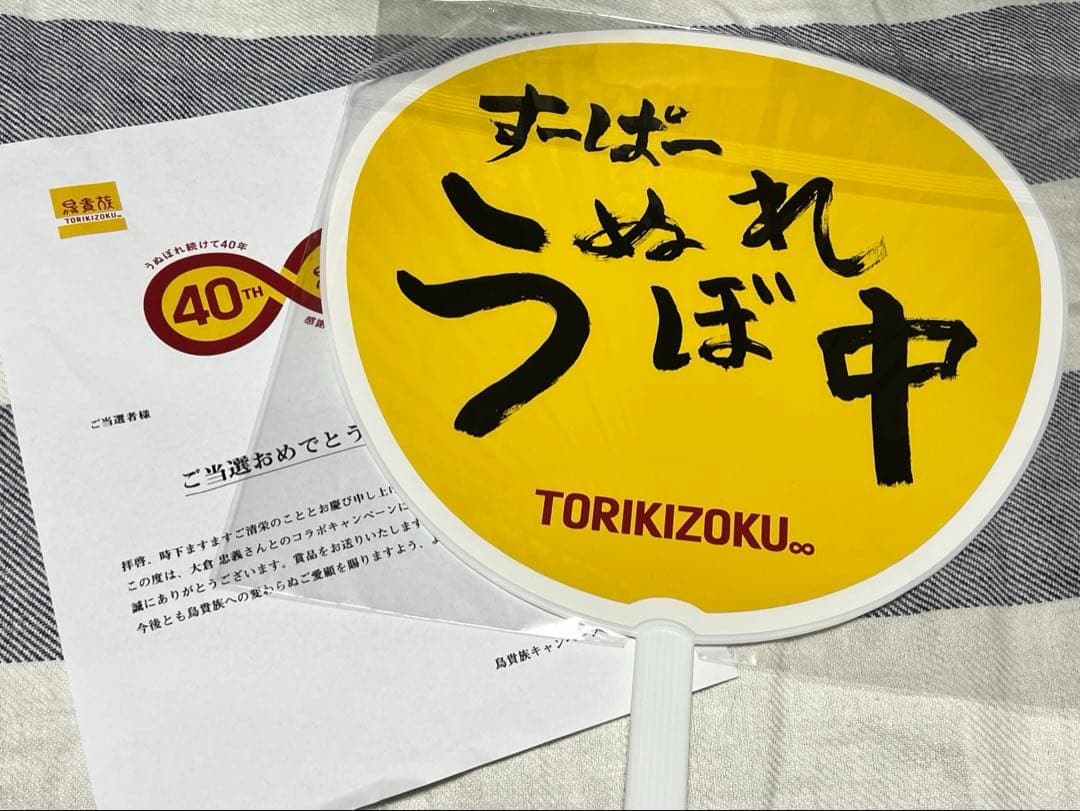 鳥貴族
TORIKIZOKU∞
うぬぼれ続けて40年
40TH
感謝
ご当選者様
ご当選おめでとう
拝啓、時下ますますご清栄のこととお慶び申し上げ
この度は、大倉 忠義さんとのコラボキャンペーンに
誠にありがとうございます。賞品をお送りいたします
今後とも鳥貴族への変わらぬご愛顧を賜りますよう、
鳥貴族キャンペ
すーぱー
うぬぼれ中
TORIKIZOKU∞